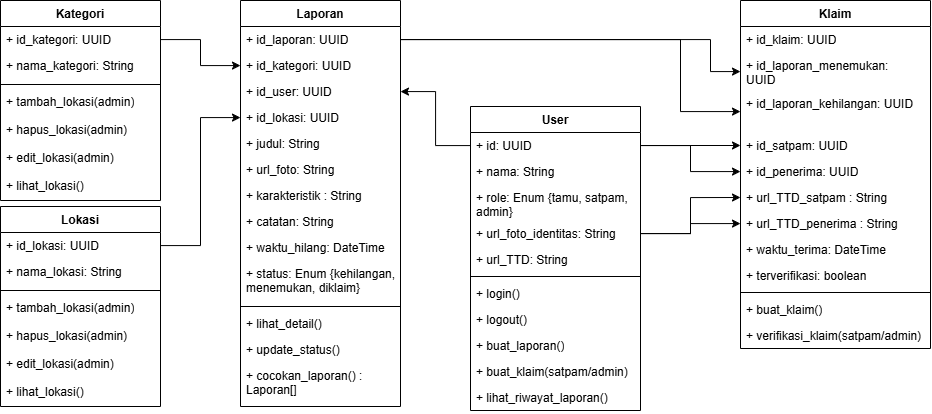 Kategori
+ id_kategori: UUID
+ nama_kategori: String
+ tambah_lokasi(admin)
+ hapus_lokasi(admin)
+ edit_lokasi(admin)
+ lihat_lokasi()
Lokasi
+ id_lokasi: UUID
+ nama_lokasi: String
+ tambah_lokasi(admin)
+ hapus_lokasi(admin)
+ edit_lokasi(admin)
+ lihat_lokasi()
Laporan
+ id_laporan: UUID
+ id_kategori: UUID
+ id_user: UUID
+ id_lokasi: UUID
+ judul: String
+ url_foto: String
+ karakteristik : String
+ catatan: String
+ waktu_hilang: DateTime
+ status: Enum {kehilangan,
menemukan, diklaim}
+ lihat_detail()
+ update_status()
+ cocokan_laporan() :
Laporan[]
User
+ id: UUID
+ nama: String
+ role: Enum {tamu, satpam,
admin}
+ url_foto_identitas: String
+ url_TTD: String
+ login()
+ logout()
+ buat_laporan()
+ buat_klaim(satpam/admin)
+ lihat_riwayat_laporan()
Klaim
+ id_klaim: UUID
+ id_laporan_menemukan:
UUID
+ id_laporan_kehilangan: UUID
+ id_satpam: UUID
+ id_penerima: UUID
+ url_TTD_satpam : String
+ url_TTD_penerima : String
+ waktu_terima: DateTime
+ terverifikasi: boolean
+ buat_klaim()
+ verifikasi_klaim(satpam/admin)